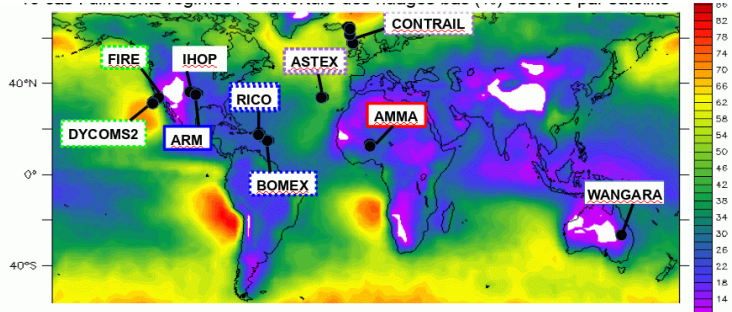 CONTRAIL
FIRE
IHOP
ASTEX
40°N
RICO
AMMA
DYCOMS2
ARM
0°
BOMEX
WANGARA
40°S
86
82
78
74
70
66
62
58
54
50
46
42
38
34
30
26
22
18
14